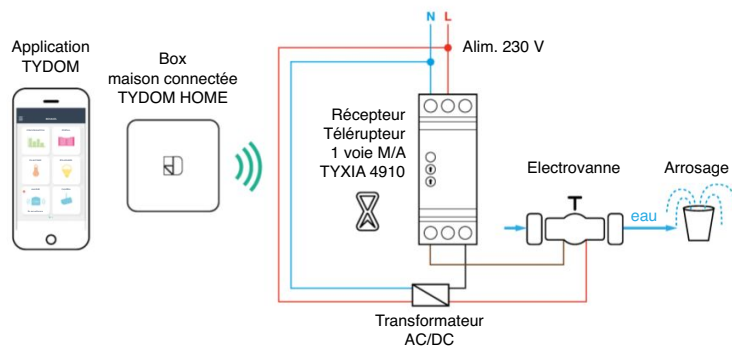 Application
TYDOM
Box
maison connectée
TYDOM HOME
N L
Alim. 230 V
Récepteur
Télérupteur
1 voie M/A
TYXIA 4910
Electrovanne
Arrosage
eau
Transformateur
AC/DC